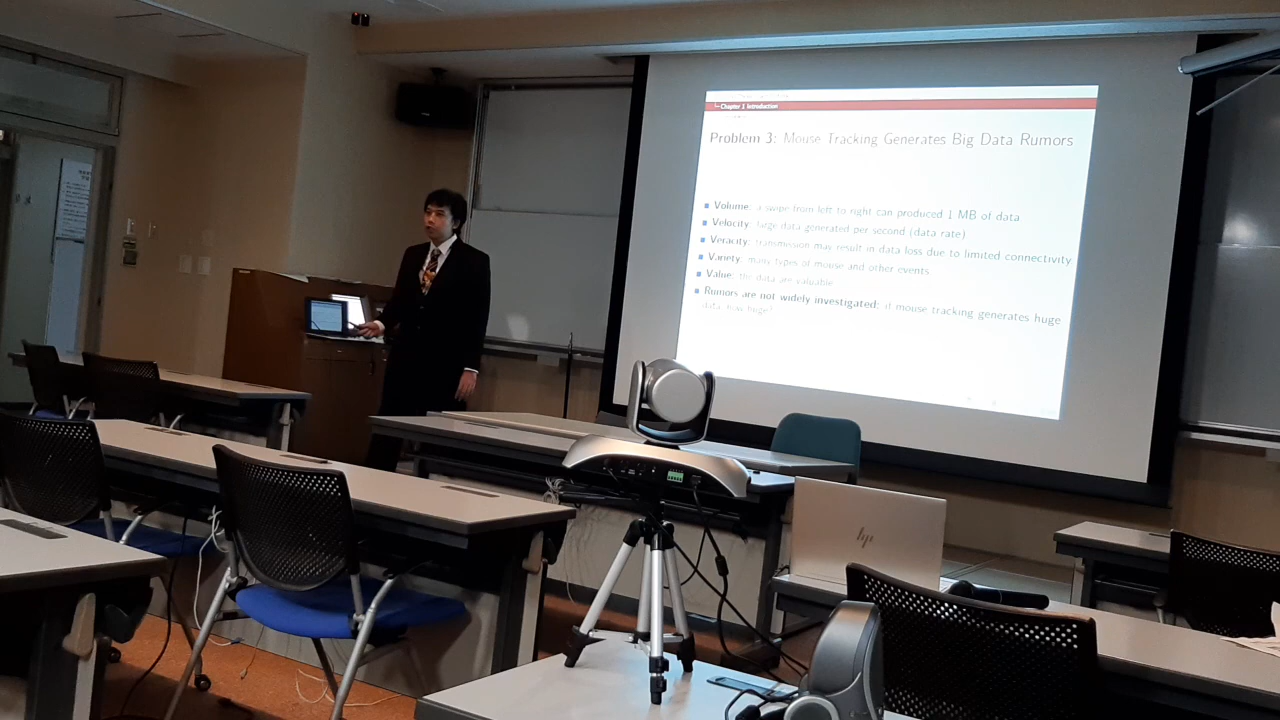 Chapter 1 Introduction
Problem 3: Mouse Tracking Generates Big Data Rumors
Volume: a swipe from left to right can produced 1 MB of data
Velocity: large data generated per second (data rate)
Veracity: transmission may result in data loss due to limited connectivity.
Variety: many types of mouse and other events
Value: the data are valuable
Rumors are not widely investigated: if mouse tracking generates huge
data, how huge?
hp